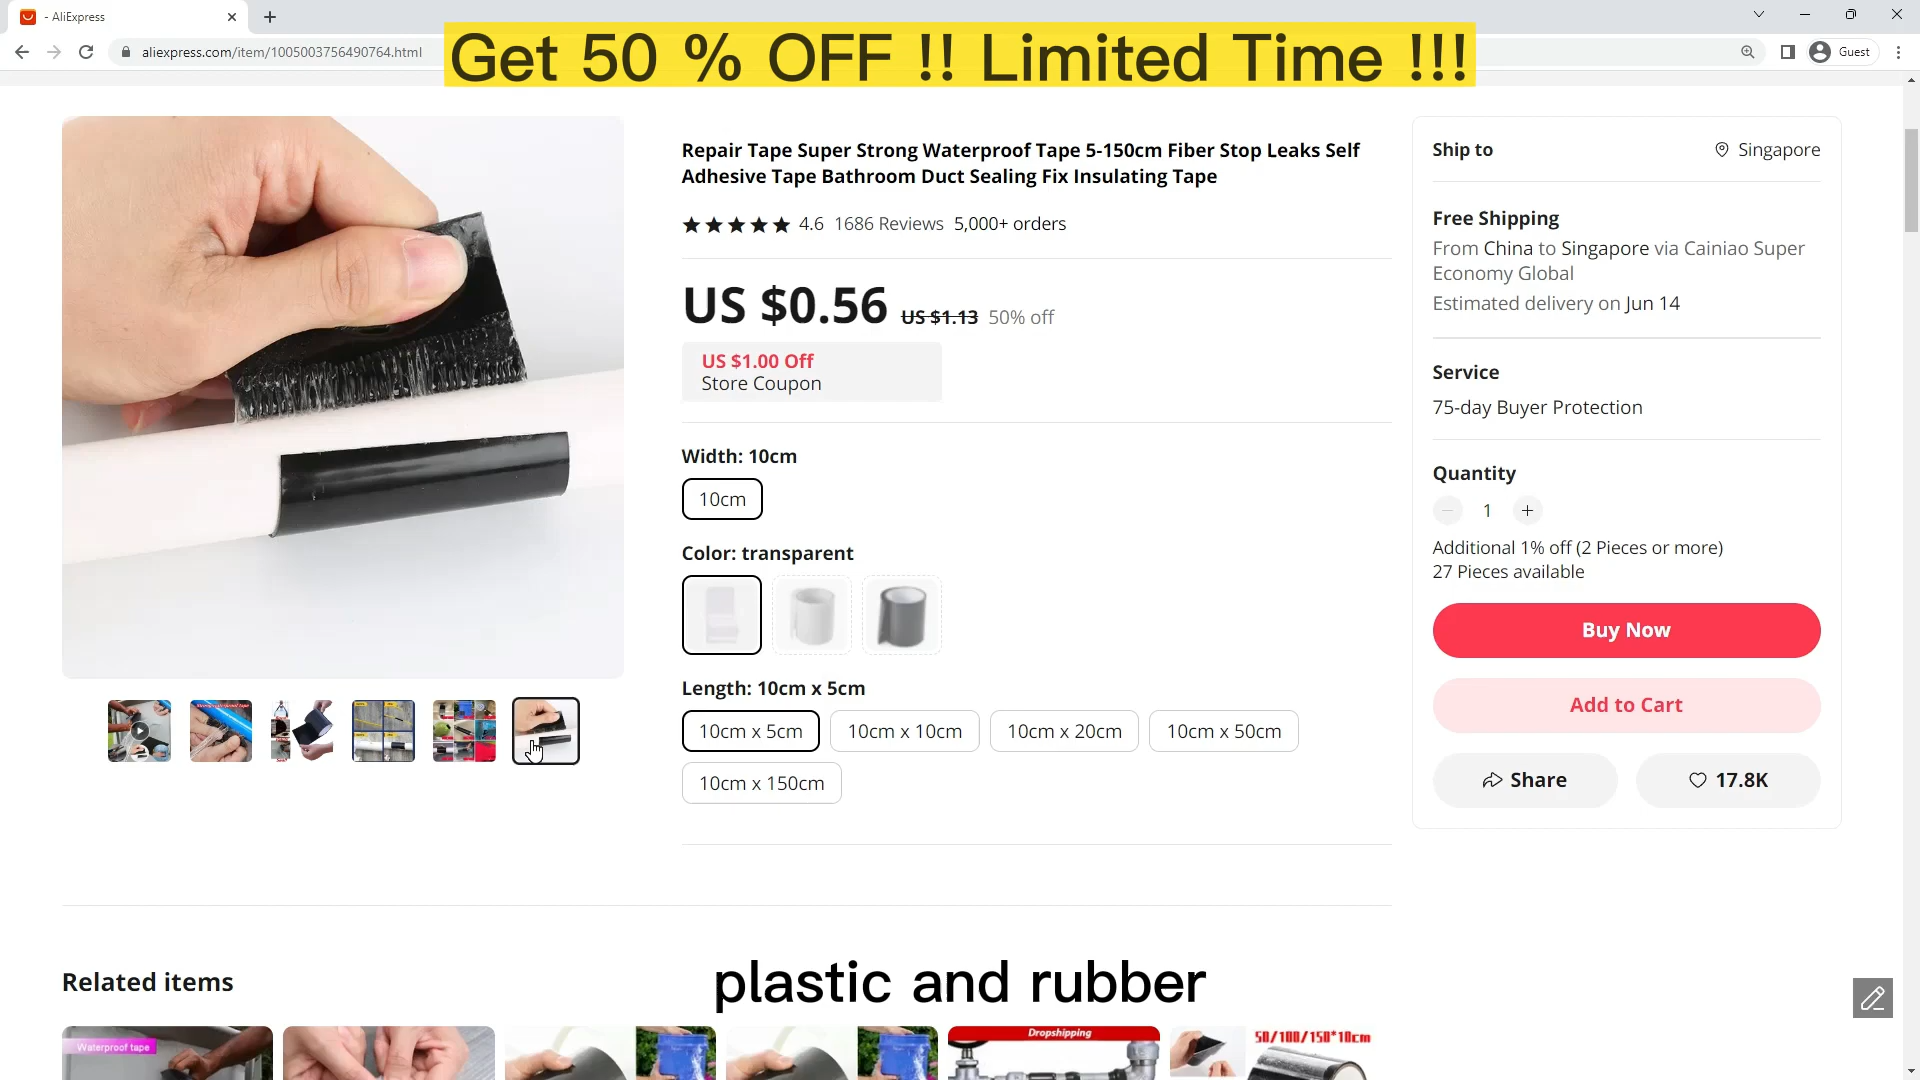 - AliExpress
aliexpress.com/item/1005003756490764.html
Guest
Get 50 % OFF !! Limited Time !!!
Repair Tape Super Strong Waterproof Tape 5-150cm Fiber Stop Leaks Self
Adhesive Tape Bathroom Duct Sealing Fix Insulating Tape
4.6 1686 Reviews 5,000+ orders
US $0.56 US $1.13 50% off
US $1.00 Off
Store Coupon
Width: 10cm
10cm
Color: transparent
Length: 10cm x 5cm
10cm x 5cm
10cm x 10cm
10cm x 20cm
10cm x 50cm
10cm x 150cm
Ship to
Singapore
Free Shipping
From China to Singapore via Cainiao Super
Economy Global
Estimated delivery on Jun 14
Service
75-day Buyer Protection
Quantity
1
Additional 1% off (2 Pieces or more)
27 Pieces available
Buy Now
Add to Cart
Share
17.8K
Related items
plastic and rubber
Waterproof tape
Dropshipping
50/100/150*10cm